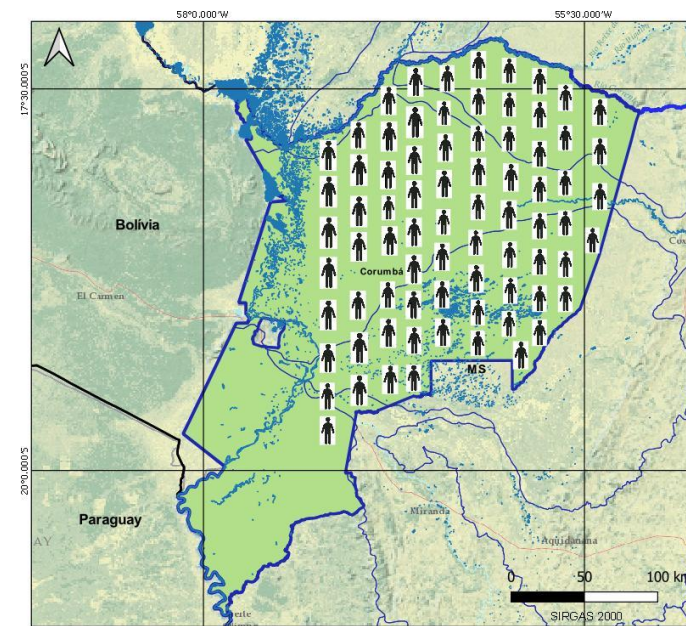 58°0.000'W
55°30.000'W
17°30.000'S
Bolívia
Corumbá
El Carmen
MS
20°0.000'S
Paraguay
Miranda
Aquidauana
0 50 100 km
SIRGAS 2000